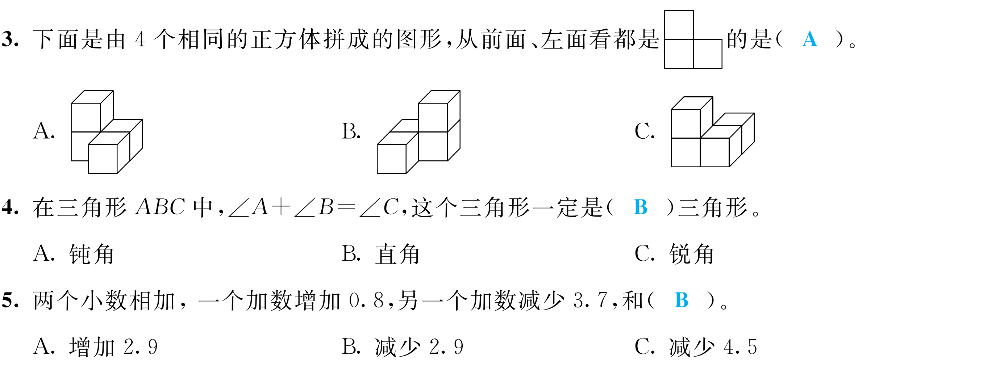 3. 下面是由 4 个相同的正方体拼成的图形,从前面、左面看都是的是( A )。
A. B. C.
4. 在三角形 ABC 中,∠A+∠B=∠C,这个三角形一定是( B )三角形。
A. 钝角 B. 直角 C. 锐角
5. 两个小数相加，一个加数增加 0.8,另一个加数减少 3.7,和( B )。
A. 增加 2.9 B. 减少 2.9 C. 减少 4.5